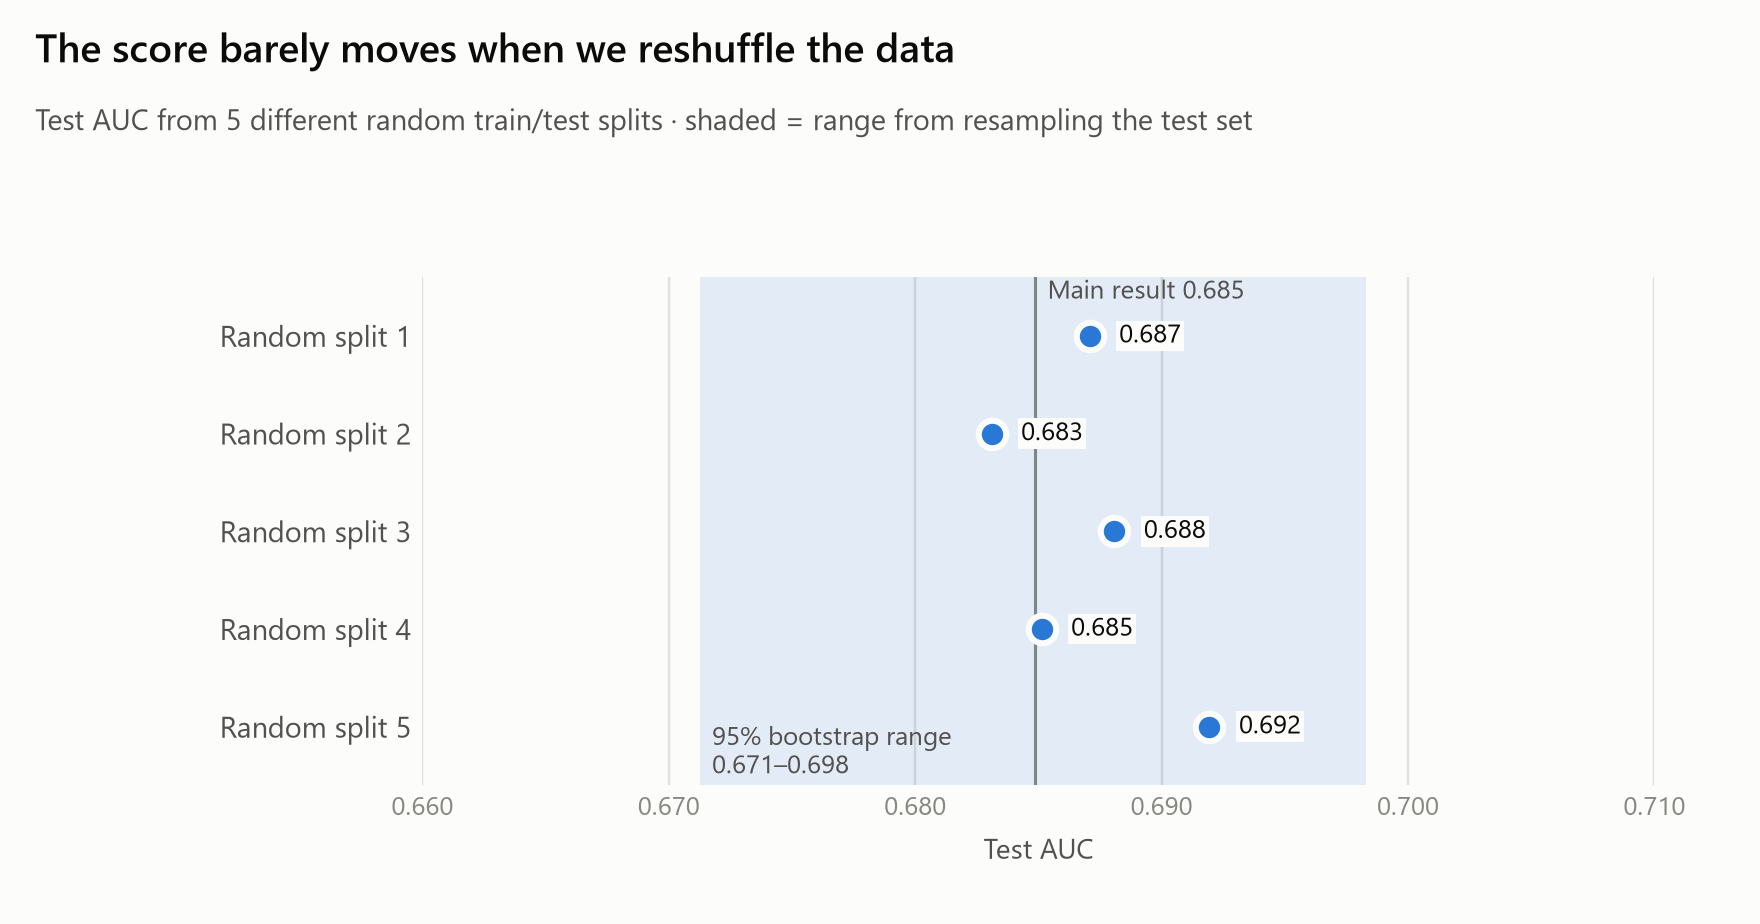 The score barely moves when we reshuffle the data
Test AUC from 5 different random train/test splits · shaded = range from resampling the test set
Main result 0.685
Random split 1
0.687
Random split 2
0.683
Random split 3
0.688
Random split 4
0.685
Random split 5
0.692
95% bootstrap range
0.671–0.698
0.660
0.670
0.680
0.690
0.700
0.710
Test AUC